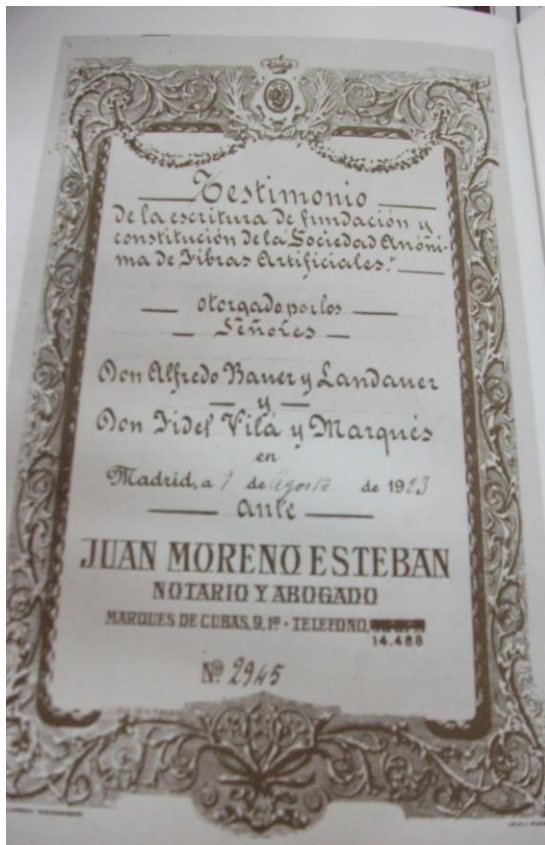 Testimonio
de la escritura de fundación y
constitución de la "Sociedad Anóni-
ma de Fibras Artificiales."
otorgado por los
Señores
Don Alfredo Bauer y Landauer
y
Don Fidel Vilá y Marqués
en
Madrid, a 9 de Agosto de 1923
ante
JUAN MORENO ESTEBAN
NOTARIO Y ABOGADO
MARQUES DE CUBAS, 9, 1º · TELEFONO,
14.488
Nº 2945